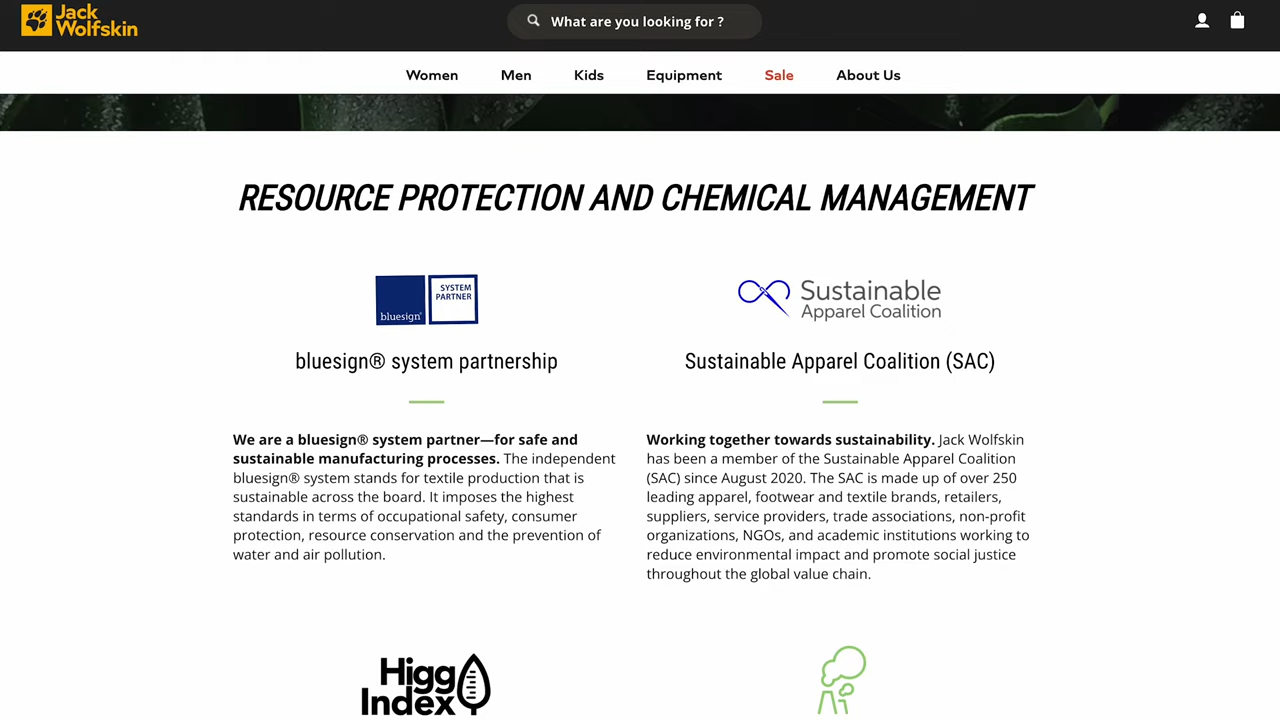 Jack
Wolfskin
What are you looking for ?
Women Men Kids Equipment Sale About Us
RESOURCE PROTECTION AND CHEMICAL MANAGEMENT
bluesign®
SYSTEM
PARTNER
Sustainable
Apparel Coalition
bluesign® system partnership
Sustainable Apparel Coalition (SAC)
We are a bluesign® system partner—for safe and
sustainable manufacturing processes. The independent
bluesign® system stands for textile production that is
sustainable across the board. It imposes the highest
standards in terms of occupational safety, consumer
protection, resource conservation and the prevention of
water and air pollution.
Working together towards sustainability. Jack Wolfskin
has been a member of the Sustainable Apparel Coalition
(SAC) since August 2020. The SAC is made up of over 250
leading apparel, footwear and textile brands, retailers,
suppliers, service providers, trade associations, non-profit
organizations, NGOs, and academic institutions working to
reduce environmental impact and promote social justice
throughout the global value chain.
Higg
Index